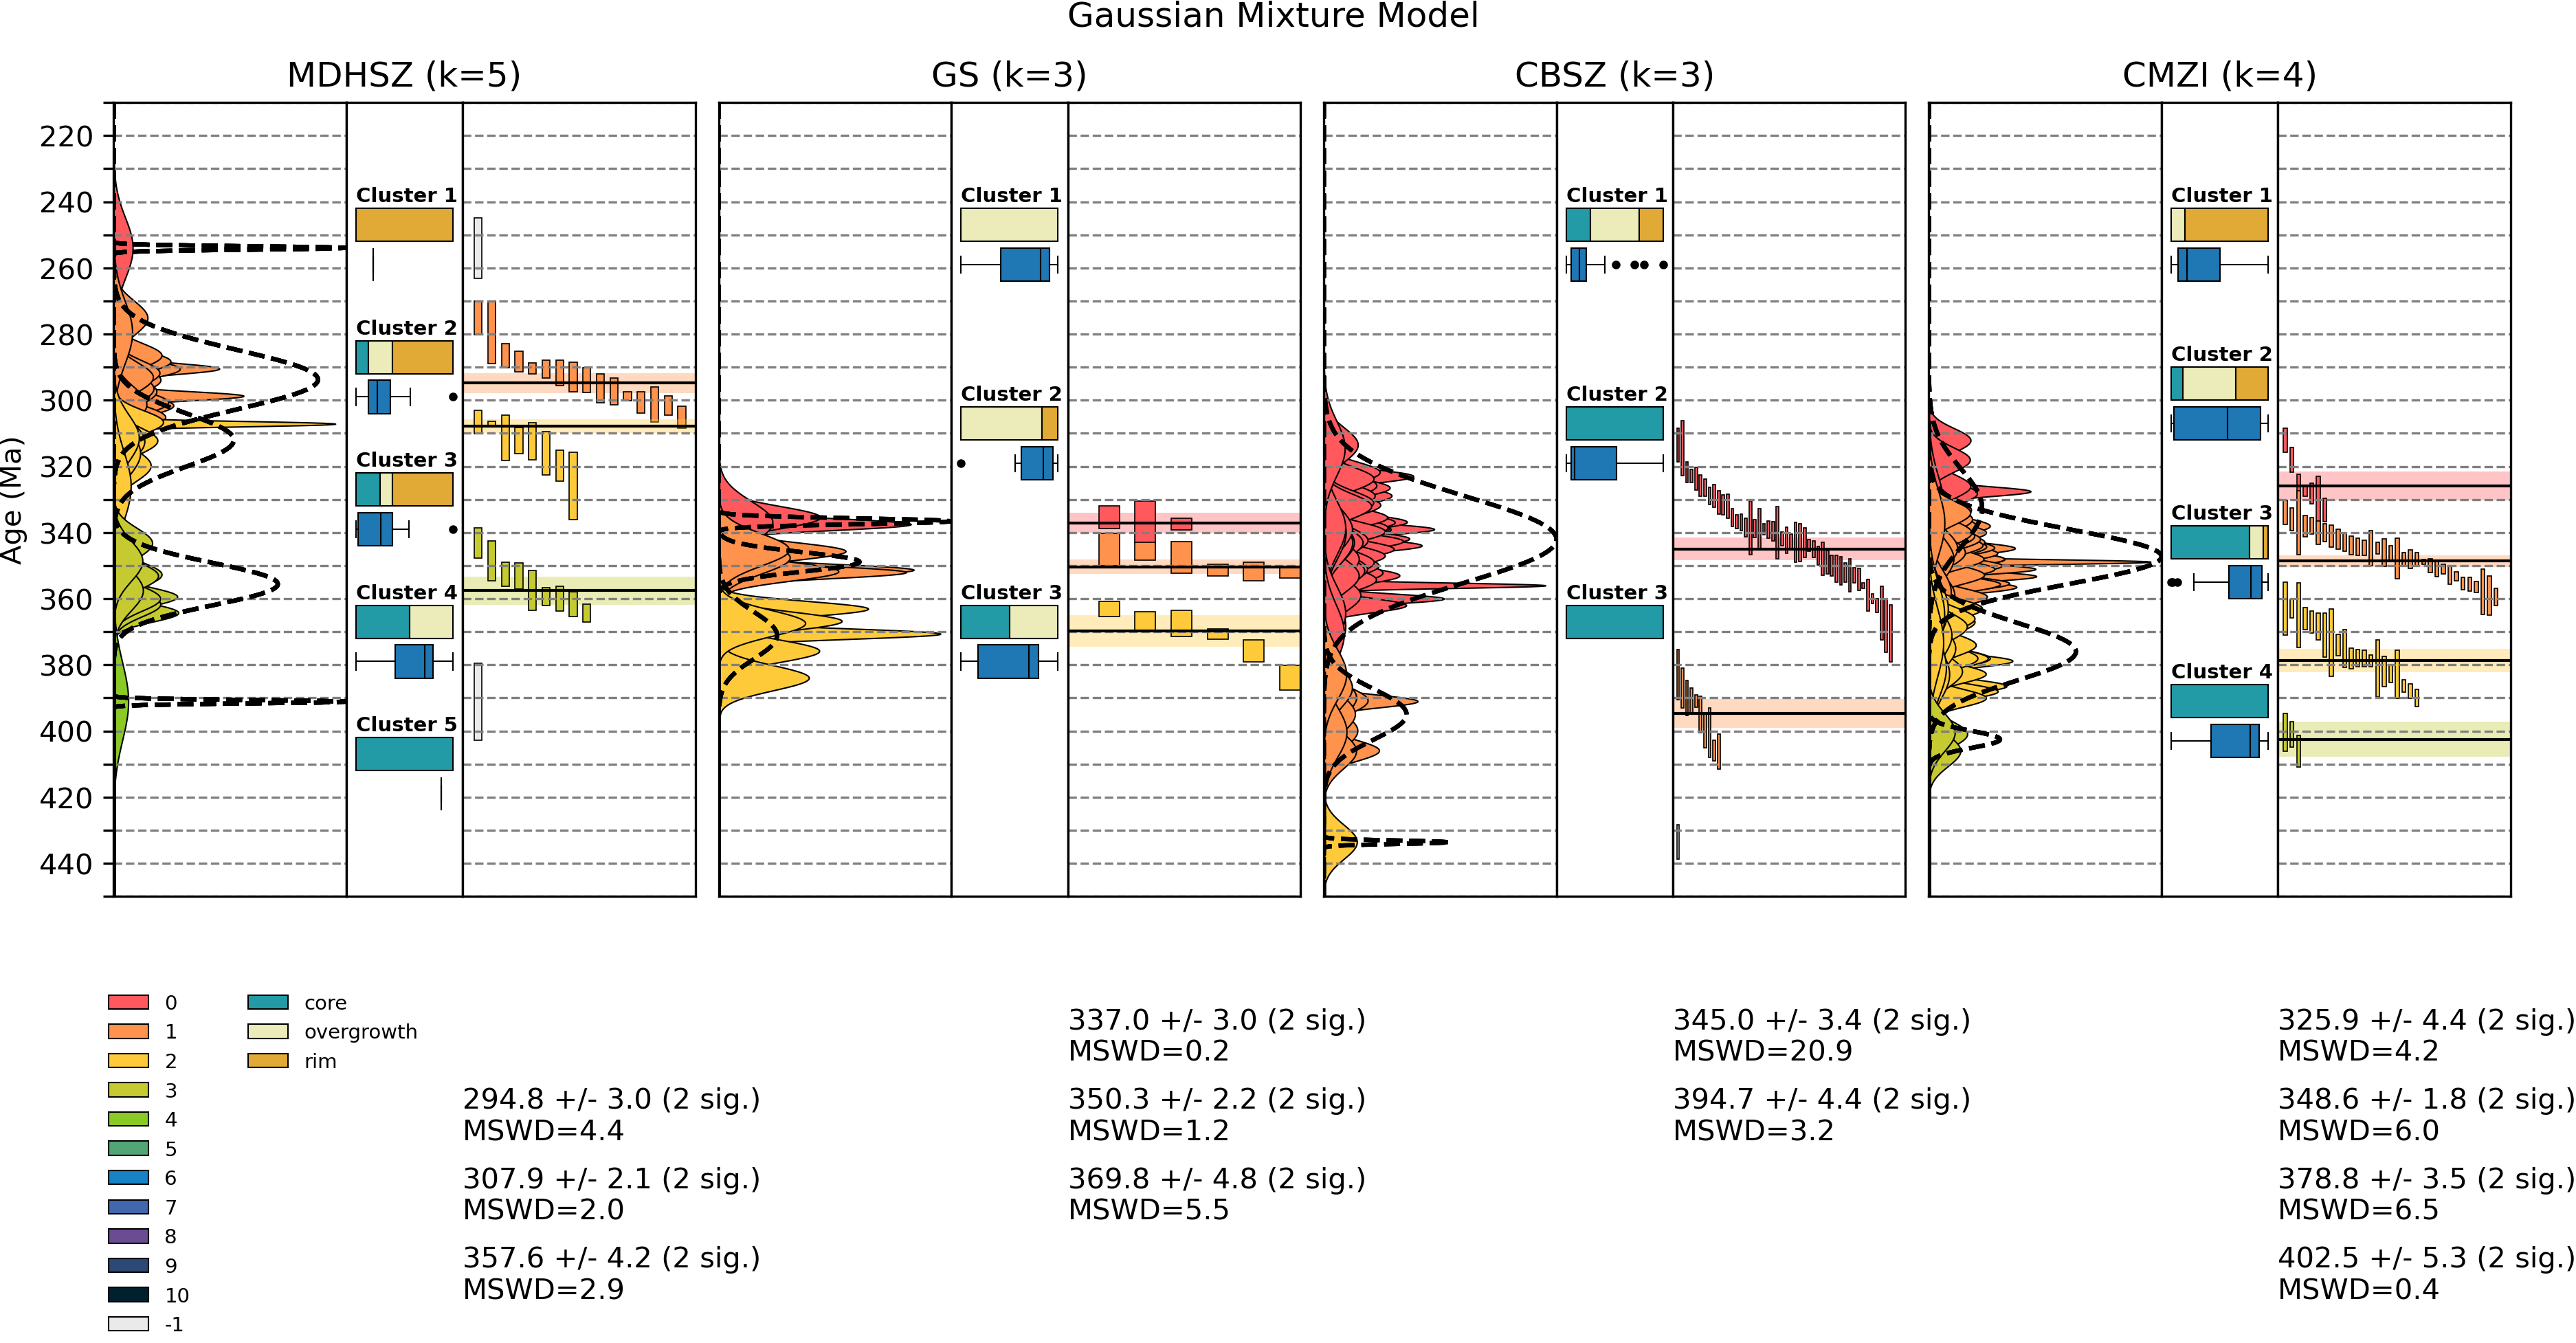 Gaussian Mixture Model
MDHSZ (k=5)
GS (k=3)
CBSZ (k=3)
CMZI (k=4)
Age (Ma)
220
240
260
280
300
320
340
360
380
400
420
440
Cluster 1
Cluster 2
Cluster 3
Cluster 4
Cluster 5
Cluster 1
Cluster 2
Cluster 3
Cluster 1
Cluster 2
Cluster 3
Cluster 1
Cluster 2
Cluster 3
Cluster 4
0
1
2
3
4
5
6
7
8
9
10
-1
core
overgrowth
rim
294.8 +/- 3.0 (2 sig.)
MSWD=4.4
307.9 +/- 2.1 (2 sig.)
MSWD=2.0
357.6 +/- 4.2 (2 sig.)
MSWD=2.9
337.0 +/- 3.0 (2 sig.)
MSWD=0.2
350.3 +/- 2.2 (2 sig.)
MSWD=1.2
369.8 +/- 4.8 (2 sig.)
MSWD=5.5
345.0 +/- 3.4 (2 sig.)
MSWD=20.9
394.7 +/- 4.4 (2 sig.)
MSWD=3.2
325.9 +/- 4.4 (2 sig.)
MSWD=4.2
348.6 +/- 1.8 (2 sig.)
MSWD=6.0
378.8 +/- 3.5 (2 sig.)
MSWD=6.5
402.5 +/- 5.3 (2 sig.)
MSWD=0.4